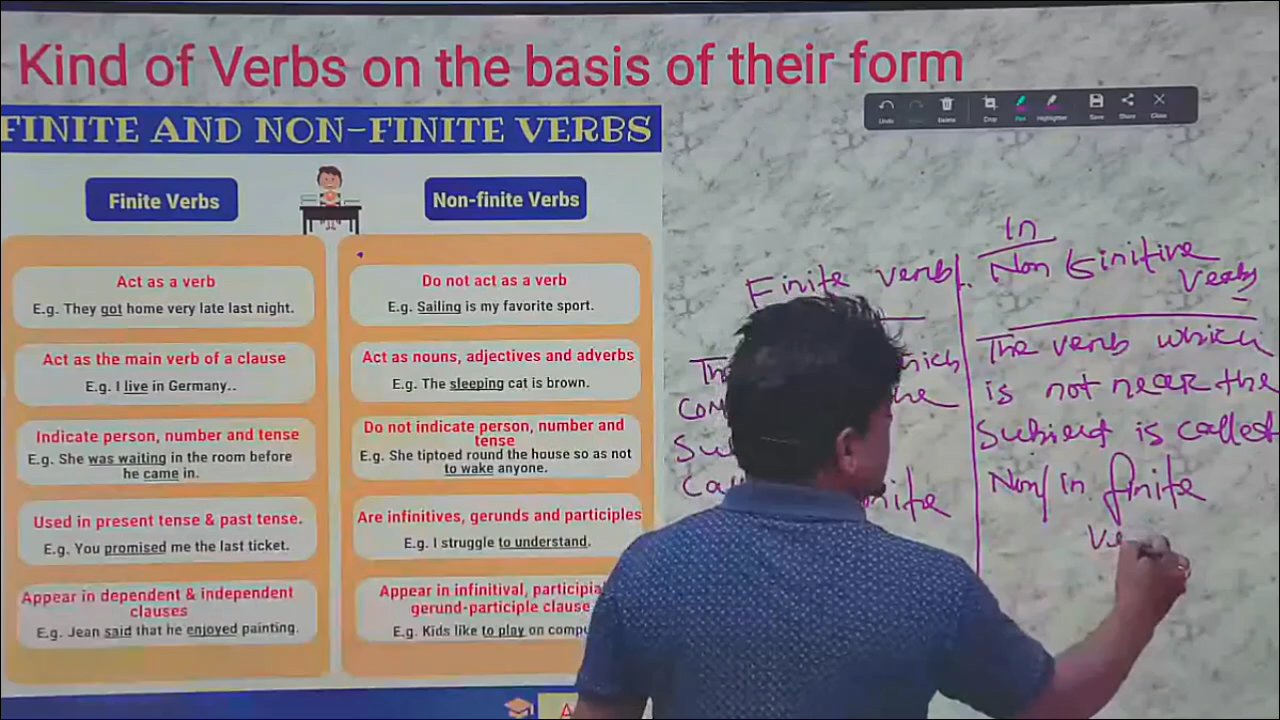 Kind of Verbs on the basis of their form
Undo Delete Crop Pen Highlighter Save Share Close
FINITE AND NON-FINITE VERBS
Finite Verbs
Act as a verb
E.g. They got home very late last night.
Act as the main verb of a clause
E.g. I live in Germany..
Indicate person, number and tense
E.g. She was waiting in the room before
he came in.
Used in present tense & past tense.
E.g. You promised me the last ticket.
Appear in dependent & independent
clauses
E.g. Jean said that he enjoyed painting.
Non-finite Verbs
Do not act as a verb
E.g. Sailing is my favorite sport.
Act as nouns, adjectives and adverbs
E.g. The sleeping cat is brown.
Do not indicate person, number and
tense
E.g. She tiptoed round the house so as not
to wake anyone.
Are infinitives, gerunds and participles
E.g. I struggle to understand.
Appear in infinitival, participia
gerund-participle clause
E.g. Kids like to play on compu
Finite verb
In
Non
Verbs
The verb which
is not near the
Subject is called
Non/in finite